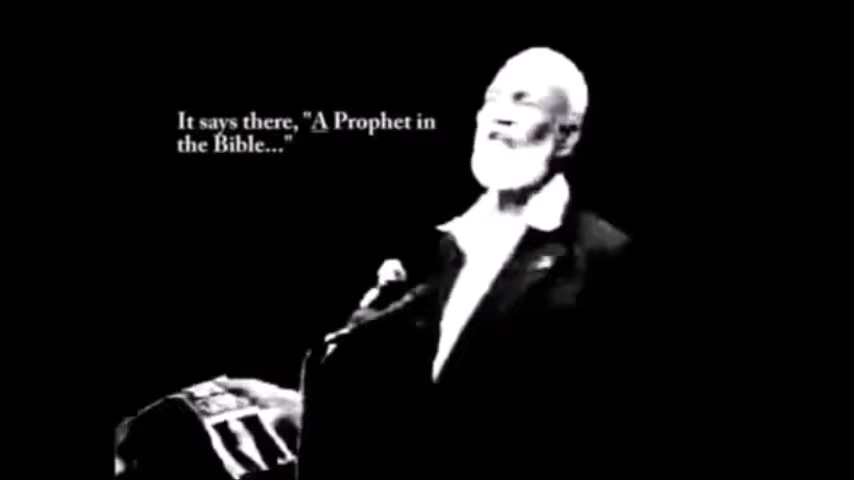 It says there, "A Prophet in
the Bible..."